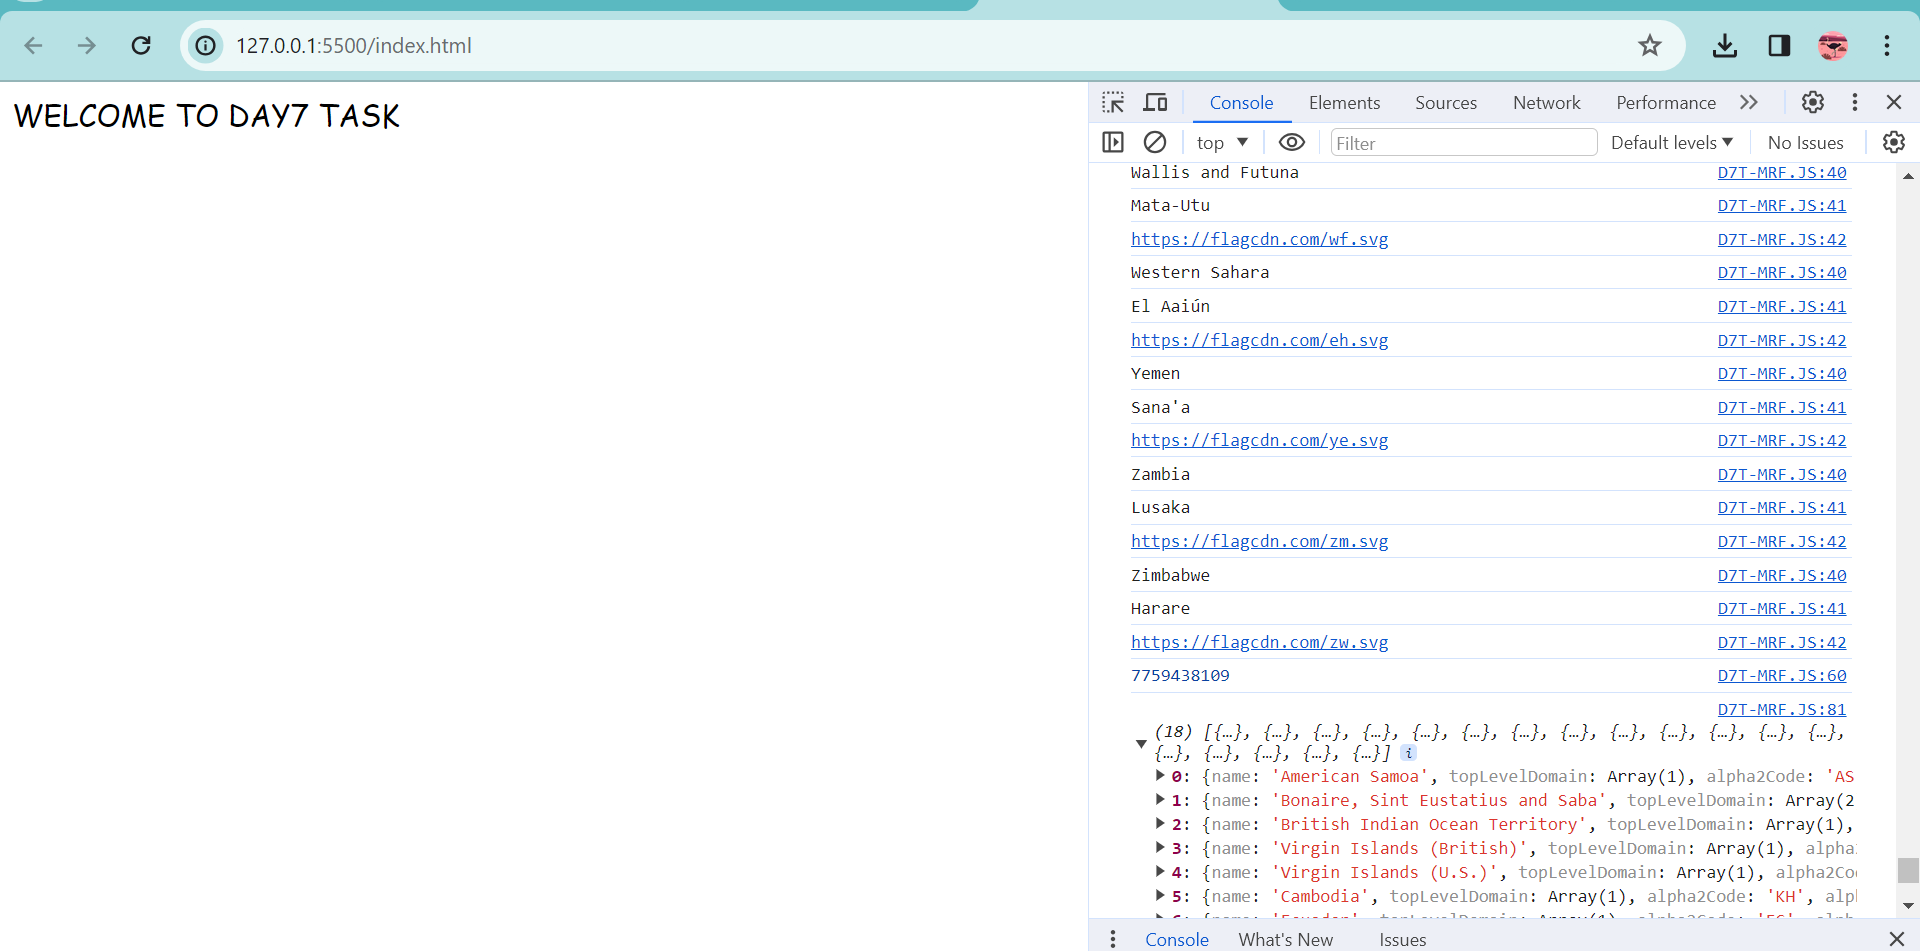 127.0.0.1:5500/index.html
WELCOME TO DAY7 TASK
Console Elements Sources Network Performance
top Filter Default levels No Issues
Wallis and Futuna D7T-MRF.JS:40
Mata-Utu D7T-MRF.JS:41
https://flagcdn.com/wf.svg D7T-MRF.JS:42
Western Sahara D7T-MRF.JS:40
El Aaiún D7T-MRF.JS:41
https://flagcdn.com/eh.svg D7T-MRF.JS:42
Yemen D7T-MRF.JS:40
Sana'a D7T-MRF.JS:41
https://flagcdn.com/ye.svg D7T-MRF.JS:42
Zambia D7T-MRF.JS:40
Lusaka D7T-MRF.JS:41
https://flagcdn.com/zm.svg D7T-MRF.JS:42
Zimbabwe D7T-MRF.JS:40
Harare D7T-MRF.JS:41
https://flagcdn.com/zw.svg D7T-MRF.JS:42
7759438109 D7T-MRF.JS:60
D7T-MRF.JS:81
(18) [{…}, {…}, {…}, {…}, {…}, {…}, {…}, {…}, {…}, {…}, {…}, {…}, {…},
{…}, {…}, {…}, {…}, {…}] i
0: {name: 'American Samoa', topLevelDomain: Array(1), alpha2Code: 'AS
1: {name: 'Bonaire, Sint Eustatius and Saba', topLevelDomain: Array(2
2: {name: 'British Indian Ocean Territory', topLevelDomain: Array(1),
3: {name: 'Virgin Islands (British)', topLevelDomain: Array(1), alpha
4: {name: 'Virgin Islands (U.S.)', topLevelDomain: Array(1), alpha2Co
5: {name: 'Cambodia', topLevelDomain: Array(1), alpha2Code: 'KH', alp
Console What's New Issues